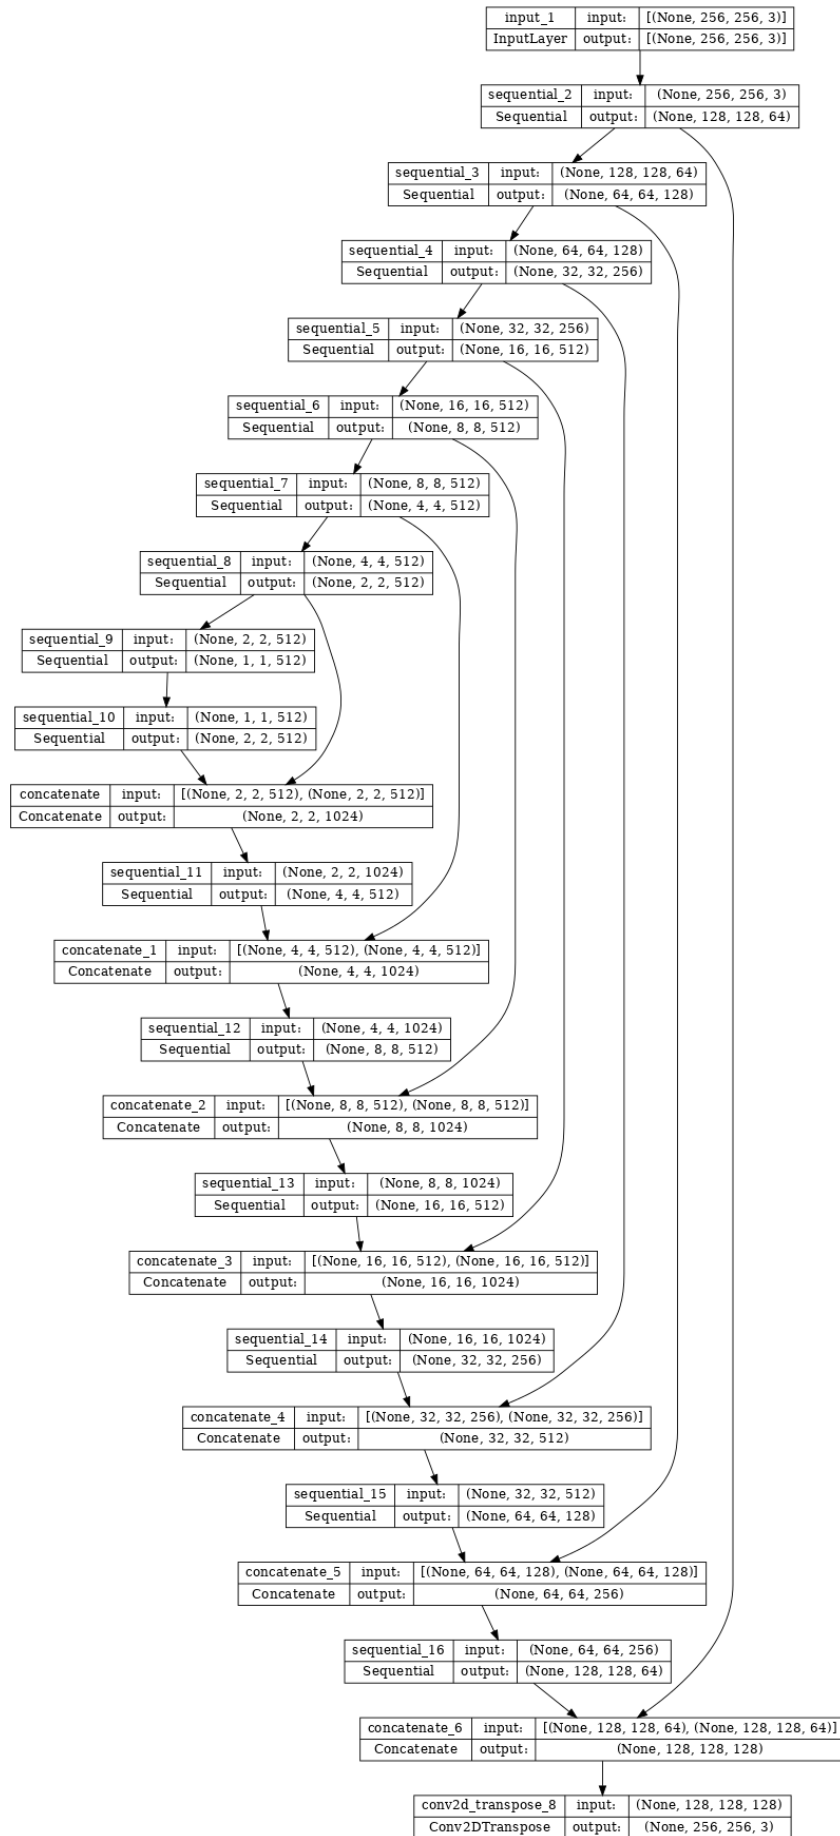 input_1 input: [(None, 256, 256, 3)]
InputLayer output: [(None, 256, 256, 3)]
sequential_2 input: (None, 256, 256, 3)
Sequential output: (None, 128, 128, 64)
sequential_3 input: (None, 128, 128, 64)
Sequential output: (None, 64, 64, 128)
sequential_4 input: (None, 64, 64, 128)
Sequential output: (None, 32, 32, 256)
sequential_5 input: (None, 32, 32, 256)
Sequential output: (None, 16, 16, 512)
sequential_6 input: (None, 16, 16, 512)
Sequential output: (None, 8, 8, 512)
sequential_7 input: (None, 8, 8, 512)
Sequential output: (None, 4, 4, 512)
sequential_8 input: (None, 4, 4, 512)
Sequential output: (None, 2, 2, 512)
sequential_9 input: (None, 2, 2, 512)
Sequential output: (None, 1, 1, 512)
sequential_10 input: (None, 1, 1, 512)
Sequential output: (None, 2, 2, 512)
concatenate input: [(None, 2, 2, 512), (None, 2, 2, 512)]
Concatenate output: (None, 2, 2, 1024)
sequential_11 input: (None, 2, 2, 1024)
Sequential output: (None, 4, 4, 512)
concatenate_1 input: [(None, 4, 4, 512), (None, 4, 4, 512)]
Concatenate output: (None, 4, 4, 1024)
sequential_12 input: (None, 4, 4, 1024)
Sequential output: (None, 8, 8, 512)
concatenate_2 input: [(None, 8, 8, 512), (None, 8, 8, 512)]
Concatenate output: (None, 8, 8, 1024)
sequential_13 input: (None, 8, 8, 1024)
Sequential output: (None, 16, 16, 512)
concatenate_3 input: [(None, 16, 16, 512), (None, 16, 16, 512)]
Concatenate output: (None, 16, 16, 1024)
sequential_14 input: (None, 16, 16, 1024)
Sequential output: (None, 32, 32, 256)
concatenate_4 input: [(None, 32, 32, 256), (None, 32, 32, 256)]
Concatenate output: (None, 32, 32, 512)
sequential_15 input: (None, 32, 32, 512)
Sequential output: (None, 64, 64, 128)
concatenate_5 input: [(None, 64, 64, 128), (None, 64, 64, 128)]
Concatenate output: (None, 64, 64, 256)
sequential_16 input: (None, 64, 64, 256)
Sequential output: (None, 128, 128, 64)
concatenate_6 input: [(None, 128, 128, 64), (None, 128, 128, 64)]
Concatenate output: (None, 128, 128, 128)
conv2d_transpose_8 input: (None, 128, 128, 128)
Conv2DTranspose output: (None, 256, 256, 3)